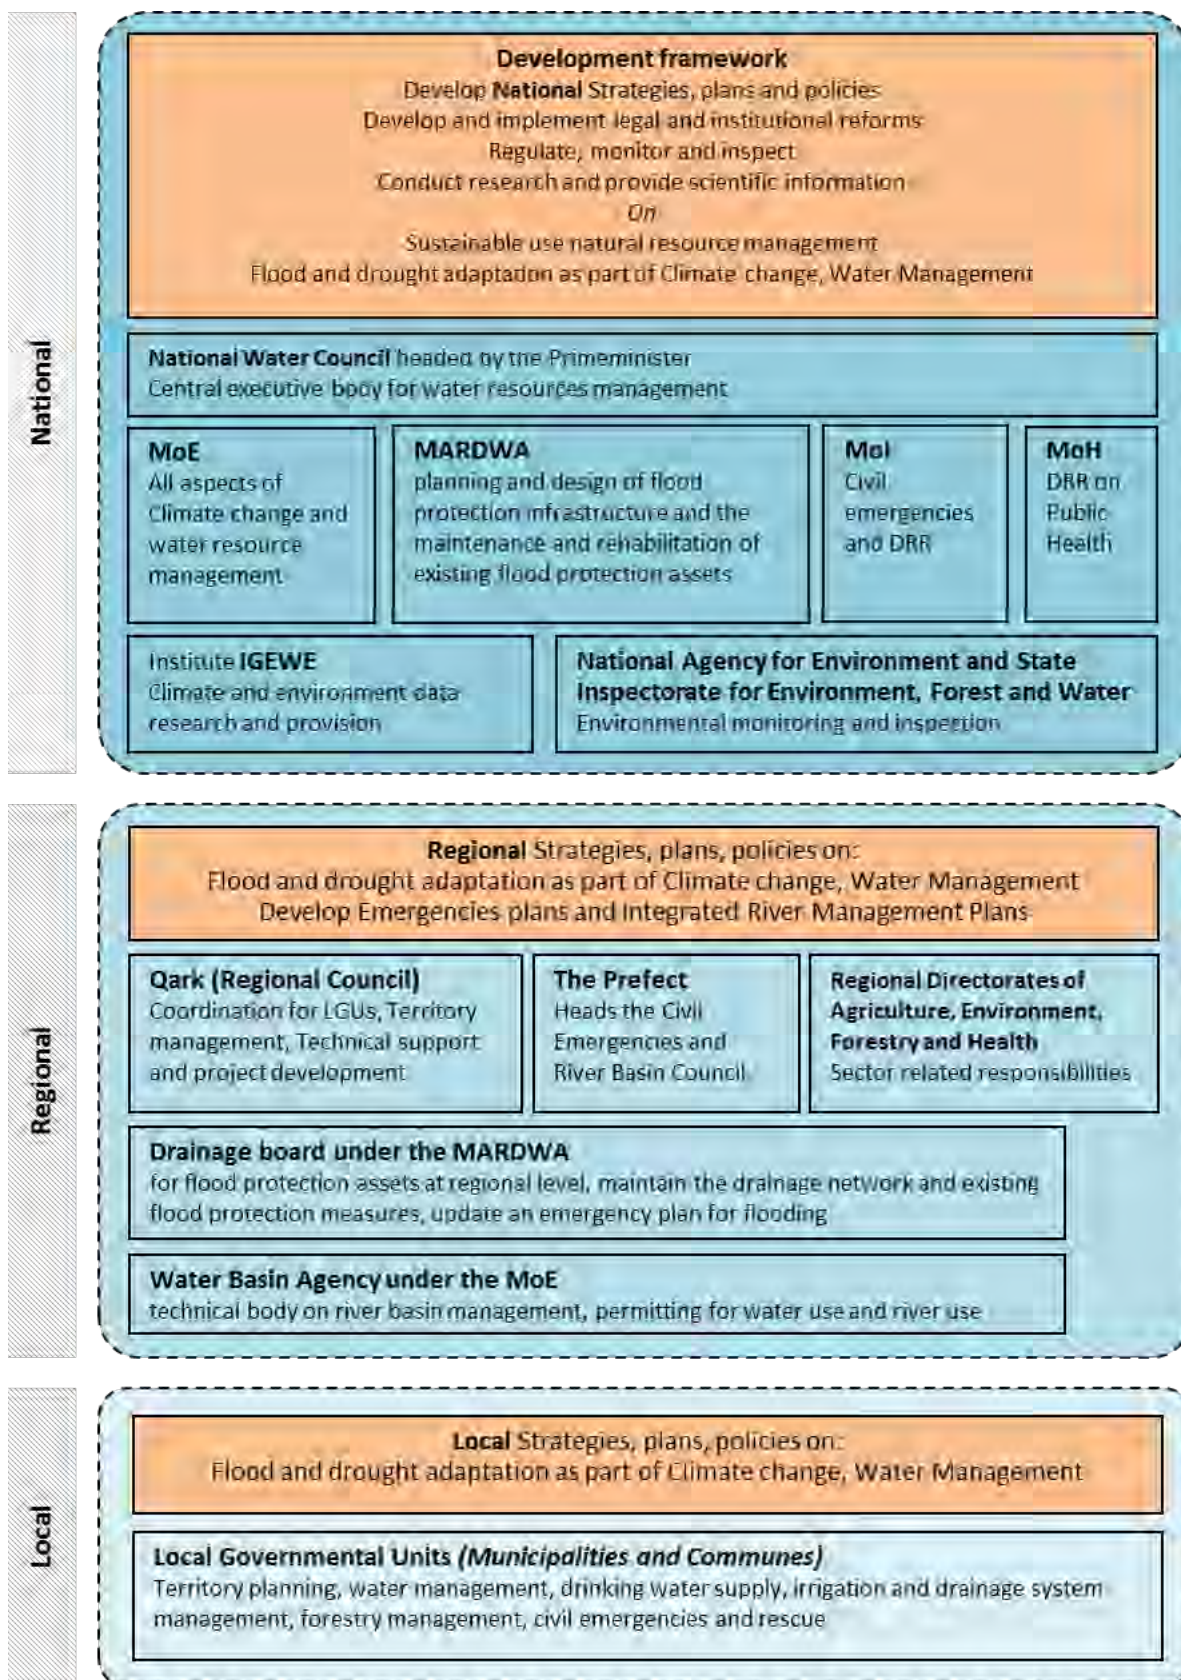 National
Development framework
Develop National Strategies, plans and policies
Develop and implement legal and institutional reforms
Regulate, monitor and inspect
Conduct research and provide scientific information
On
Sustainable use natural resource management
Flood and drought adaptation as part of Climate change, Water Management
National Water Council headed by the Primeminister
Central executive body for water resources management
MoE
All aspects of
Climate change and
water resource
management
MARDWA
planning and design of flood
protection infrastructure and the
maintenance and rehabilitation of
existing flood protection assets
MoI
Civil
emergencies
and DRR
MoH
DRR on
Public
Health
Institute IGEWE
Climate and environment data
research and provision
National Agency for Environment and State
Inspectorate for Environment, Forest and Water
Environmental monitoring and inspection
Regional
Regional Strategies, plans, policies on:
Flood and drought adaptation as part of Climate change, Water Management
Develop Emergencies plans and Integrated River Management Plans
Qark (Regional Council)
Coordination for LGUs, Territory
management, Technical support
and project development
The Prefect
Heads the Civil
Emergencies and
River Basin Council.
Regional Directorates of
Agriculture, Environment,
Forestry and Health
Sector related responsibilities
Drainage board under the MARDWA
for flood protection assets at regional level, maintain the drainage network and existing
flood protection measures, update an emergency plan for flooding
Water Basin Agency under the MoE
technical body on river basin management, permitting for water use and river use
Local
Local Strategies, plans, policies on:
Flood and drought adaptation as part of Climate change, Water Management
Local Governmental Units (Municipalities and Communes)
Territory planning, water management, drinking water supply, irrigation and drainage system
management, forestry management, civil emergencies and rescue